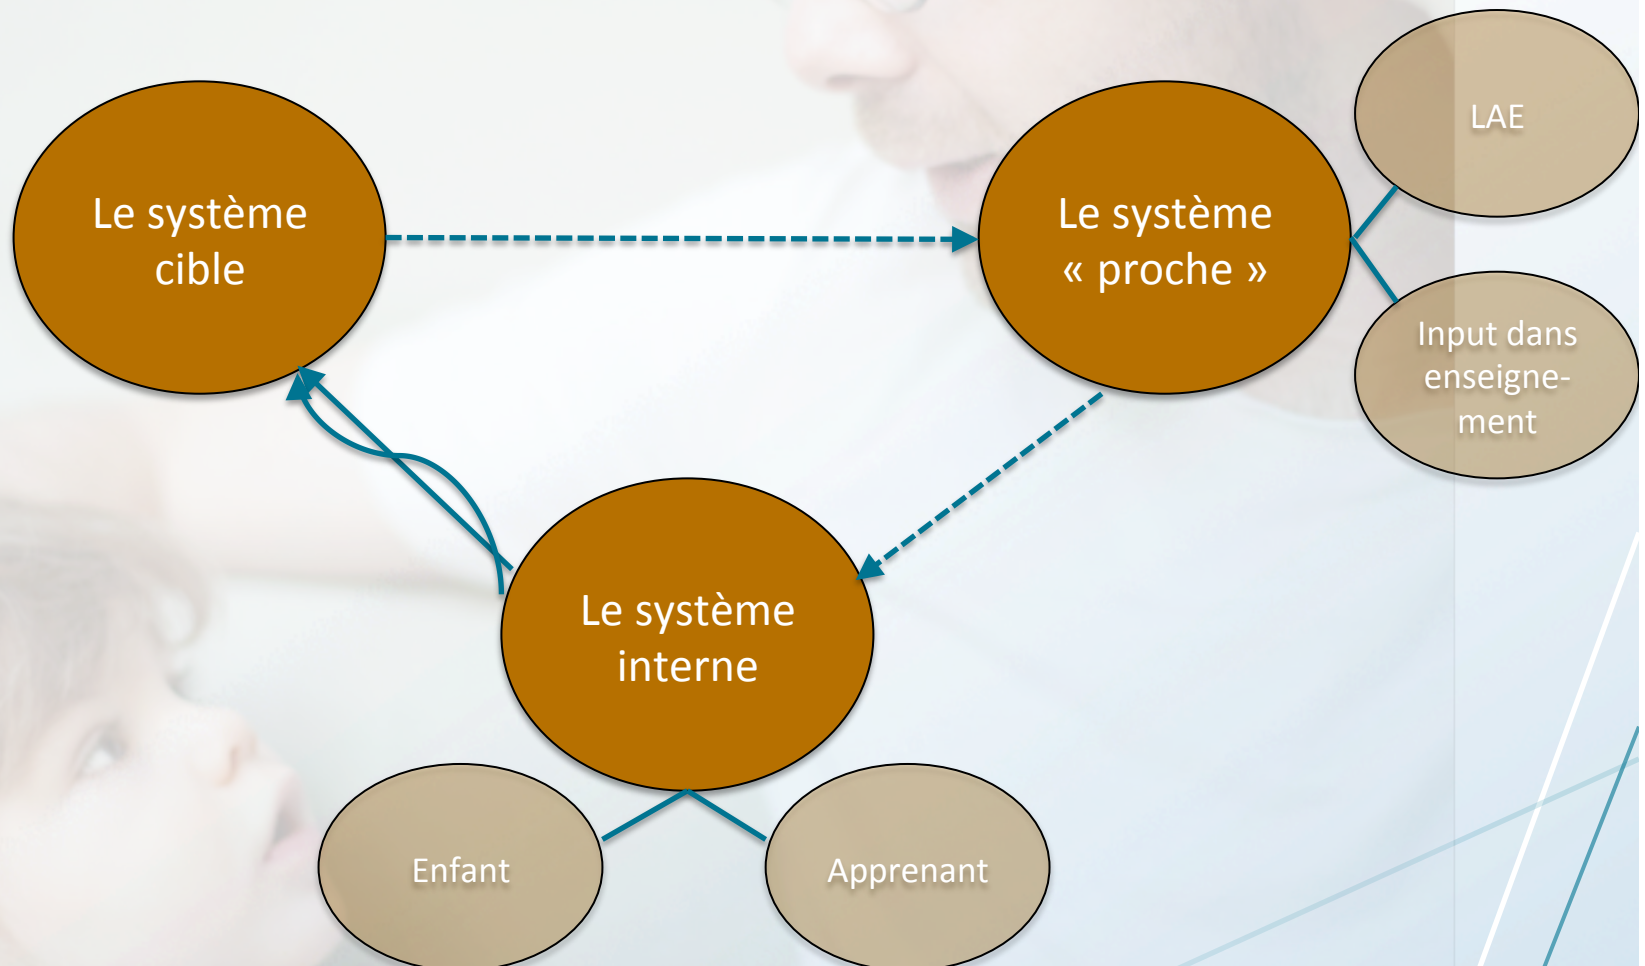 LAE
Le système
cible
Le système
« proche »
Input dans
enseigne-
ment
Le système
interne
Enfant
Apprenant